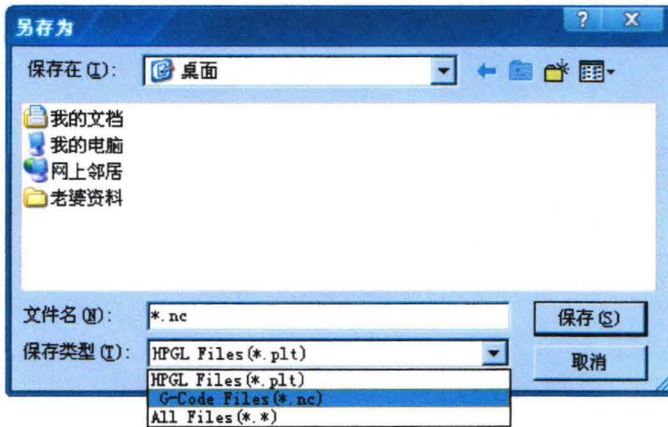 另存为
保存在(I): 桌面
我的文档
我的电脑
网上邻居
老婆资料
文件名(N): *.nc 保存(S)
保存类型(T): HPGL Files(*.plt) 取消
HPGL Files(*.plt)
G-Code Files(*.nc)
All Files(*.*)